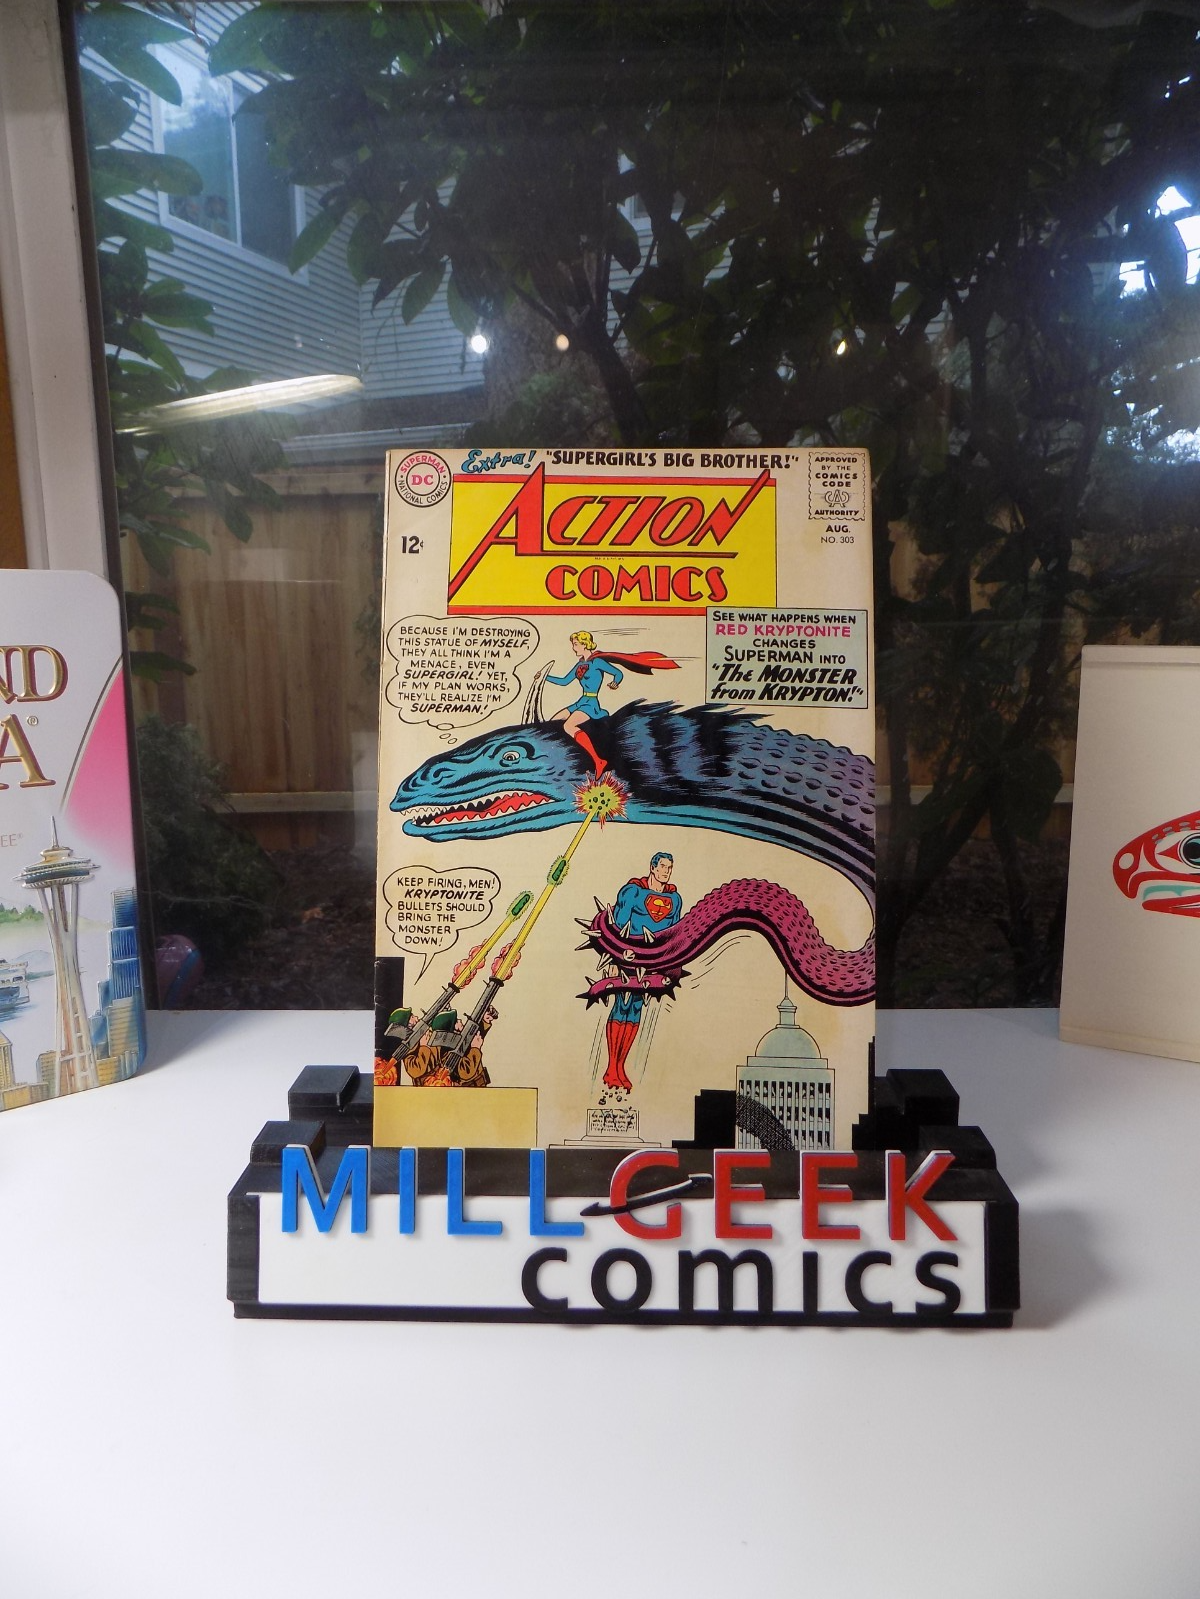 Extra! "SUPERGIRL'S BIG BROTHER!"
SUPERMAN
DC
NATIONAL COMICS
APPROVED
BY THE
COMICS
CODE
CA
AUTHORITY
ACTION
COMICS
12¢
AUG.
NO. 303
SEE WHAT HAPPENS WHEN
RED KRYPTONITE
CHANGES
SUPERMAN INTO
"The MONSTER
from KRYPTON!"
BECAUSE I'M DESTROYING
THIS STATUE OF MYSELF,
THEY ALL THINK I'M A
MENACE, EVEN
SUPERGIRL! YET,
IF MY PLAN WORKS,
THEY'LL REALIZE I'M
SUPERMAN!
KEEP FIRING, MEN!
KRYPTONITE
BULLETS SHOULD
BRING THE
MONSTER
DOWN!
ND
A®
EE®
MILLGEEK
comics